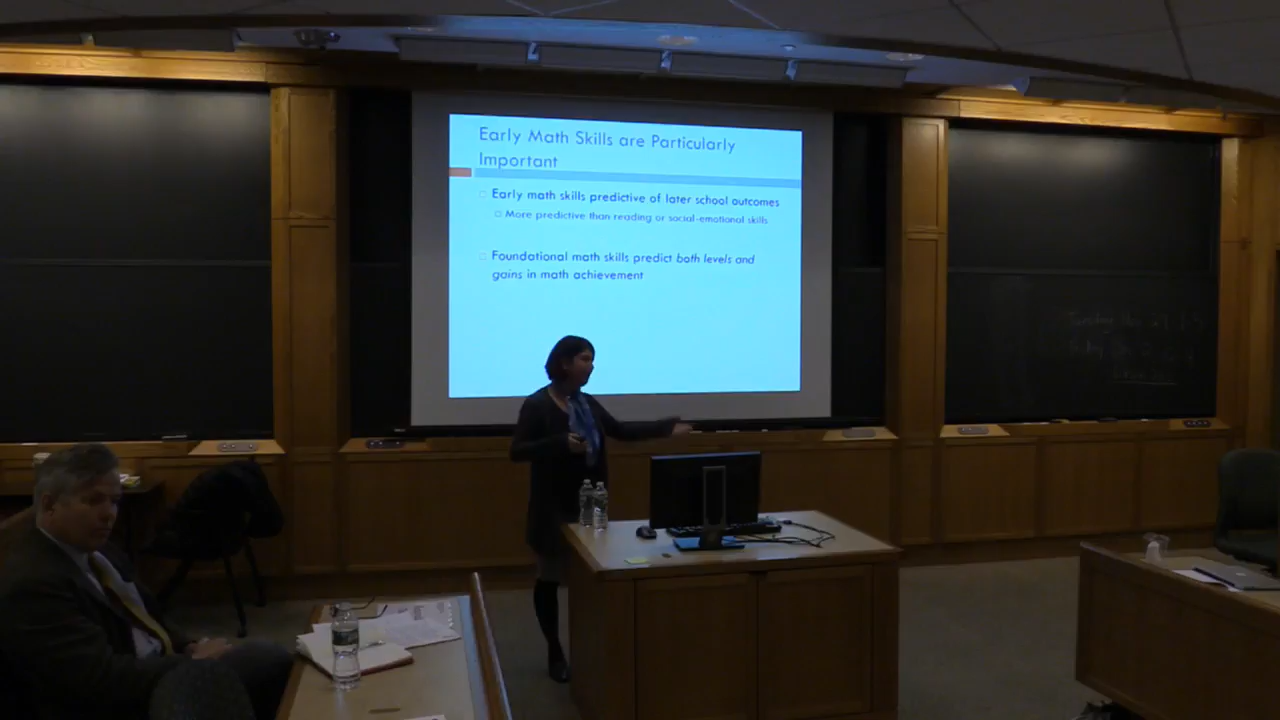 Early Math Skills are Particularly
Important
Early math skills predictive of later school outcomes
More predictive than reading or social-emotional skills
Foundational math skills predict both levels and
gains in math achievement